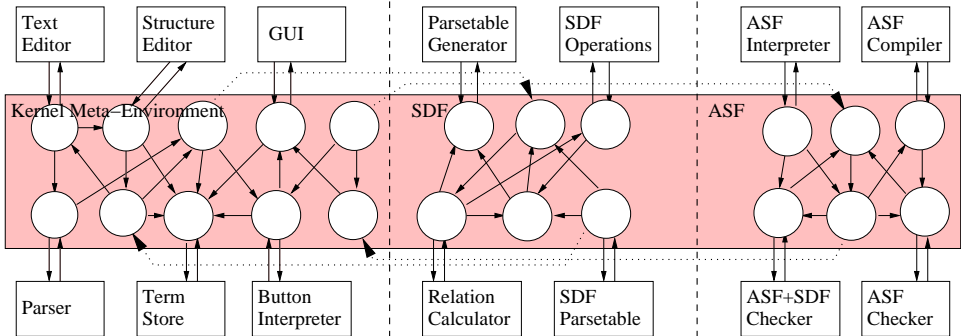 Text
Editor
Structure
Editor
GUI
Parsetable
Generator
SDF
Operations
ASF
Interpreter
ASF
Compiler
Kernel Meta-Environment
SDF
ASF
Parser
Term
Store
Button
Interpreter
Relation
Calculator
SDF
Parsetable
ASF+SDF
Checker
ASF
Checker